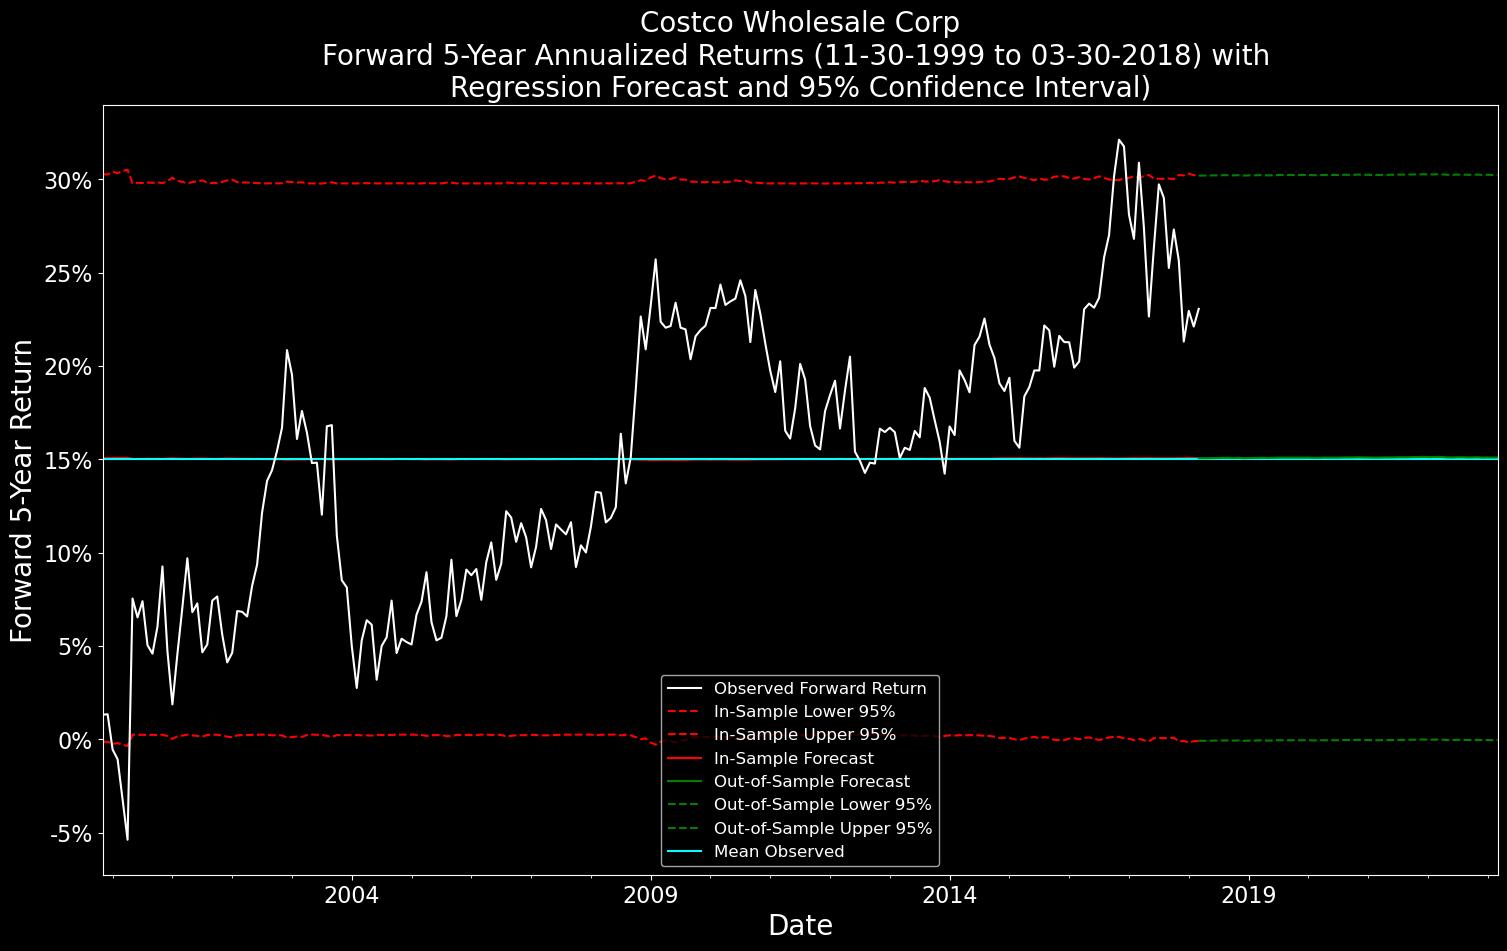 Costco Wholesale Corp
Forward 5-Year Annualized Returns (11-30-1999 to 03-30-2018) with
Regression Forecast and 95% Confidence Interval)
Forward 5-Year Return
30%
25%
20%
15%
10%
5%
0%
-5%
Observed Forward Return
In-Sample Lower 95%
In-Sample Upper 95%
In-Sample Forecast
Out-of-Sample Forecast
Out-of-Sample Lower 95%
Out-of-Sample Upper 95%
Mean Observed
2004 2009 2014 2019
Date